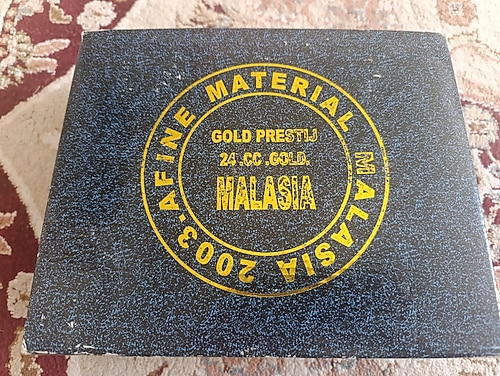 AFINE MATERIAL MALASIA 2003.
GOLD PRESTIJ
24.CC.GOLD.
MALASIA